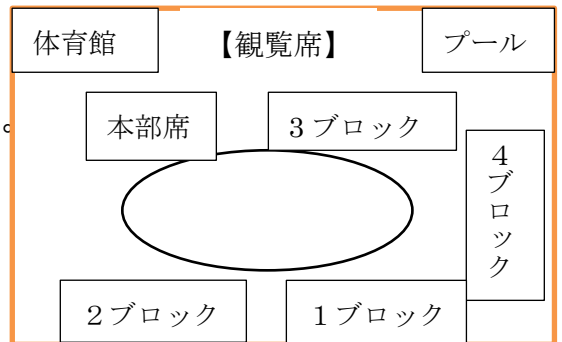 体育館
【観覧席】
プール
本部席
３ブロック
４ブロック
２ブロック
１ブロック